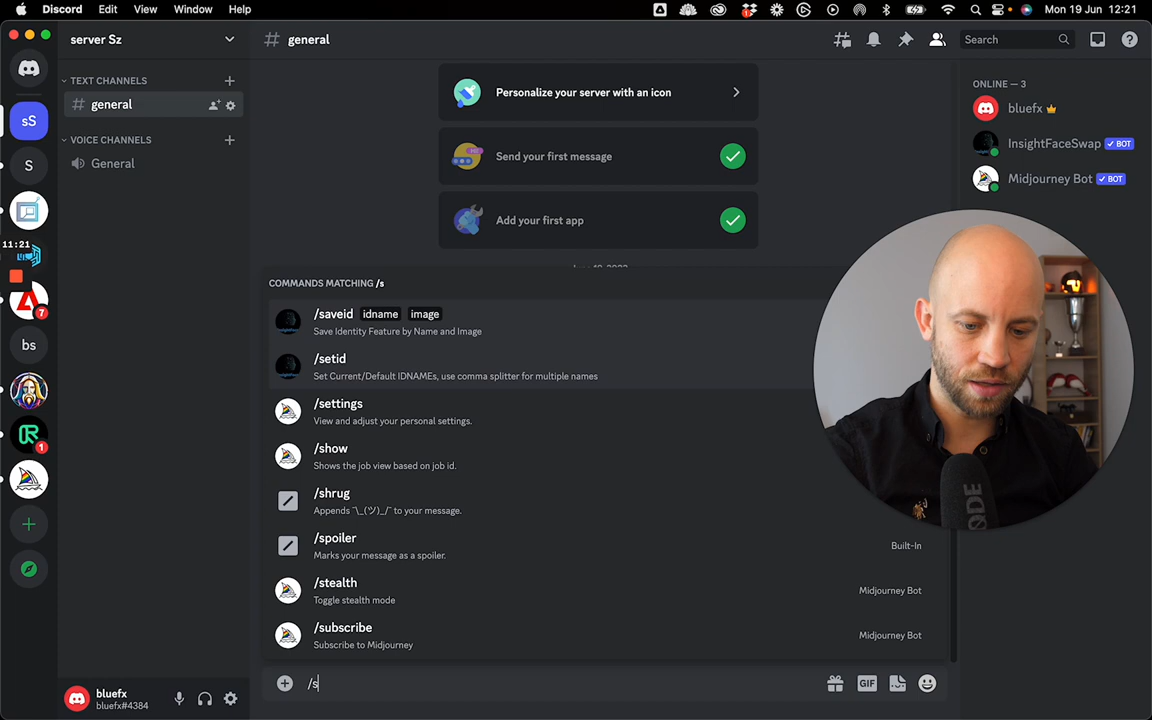 Discord Edit View Window Help Mon 19 Jun 12:21
server Sz
# general
Search
TEXT CHANNELS
# general
VOICE CHANNELS
General
sS
S
11:21
7
bs
1
Personalize your server with an icon
Send your first message
Add your first app
COMMANDS MATCHING /s
/saveid idname image
Save Identity Feature by Name and Image
/setid
Set Current/Default IDNAMEs, use comma splitter for multiple names
/settings
View and adjust your personal settings.
/show
Shows the job view based on job id.
/shrug
Appends ¯\_(ツ)_/¯ to your message.
/spoiler
Marks your message as a spoiler.
Built-In
/stealth
Toggle stealth mode
Midjourney Bot
/subscribe
Subscribe to Midjourney
Midjourney Bot
/s
GIF
ONLINE — 3
bluefx
InsightFaceSwap ✓ BOT
Midjourney Bot ✓ BOT
bluefx
bluefx#4384